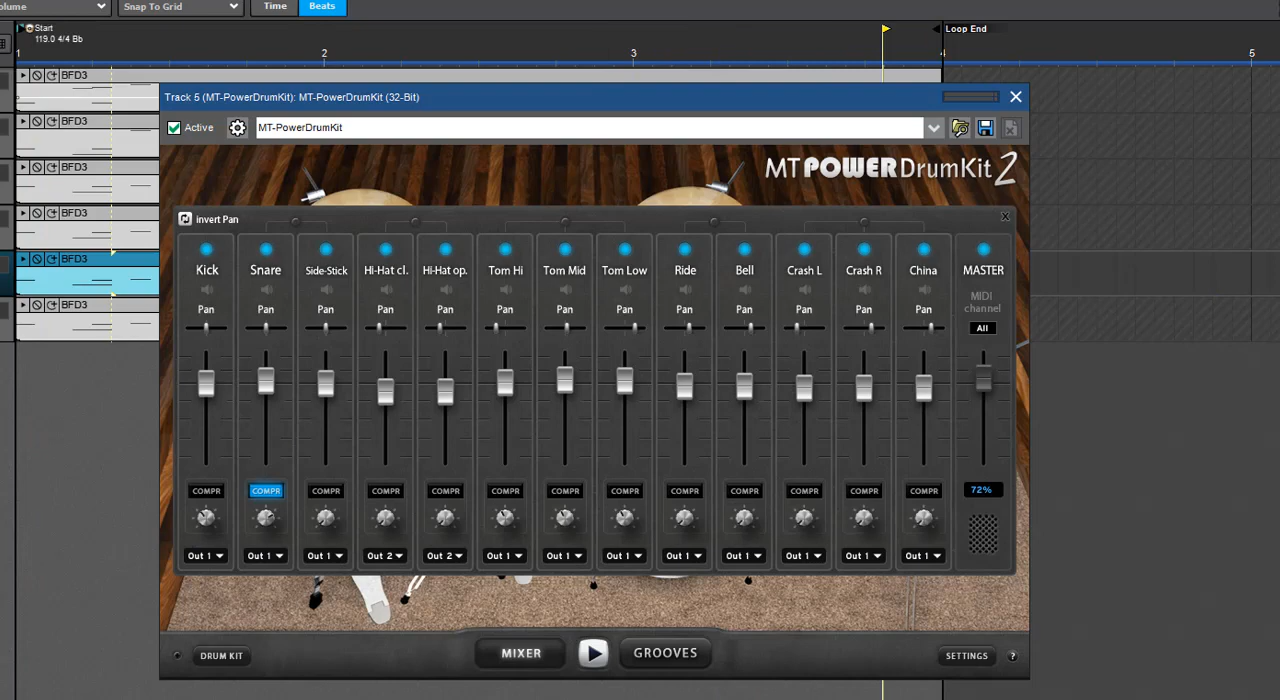 olume Snap To Grid Time Beats
Start
119.0 4/4 Bb
Loop End
1 2 3 4 5
BFD3
BFD3
BFD3
BFD3
BFD3
BFD3
Track 5 (MT-PowerDrumKit): MT-PowerDrumKit (32-Bit)
Active MT-PowerDrumKit
MT POWER DrumKit 2
invert Pan X
Kick Snare Side-Stick Hi-Hat cl. Hi-Hat op. Tom Hi Tom Mid Tom Low Ride Bell Crash L Crash R China MASTER
MIDI
channel
Pan Pan Pan Pan Pan Pan Pan Pan Pan Pan Pan Pan Pan
All
COMPR COMPR COMPR COMPR COMPR COMPR COMPR COMPR COMPR COMPR COMPR COMPR COMPR 72%
Out 1 Out 1 Out 1 Out 2 Out 2 Out 1 Out 1 Out 1 Out 1 Out 1 Out 1 Out 1 Out 1
DRUM KIT MIXER GROOVES SETTINGS ?